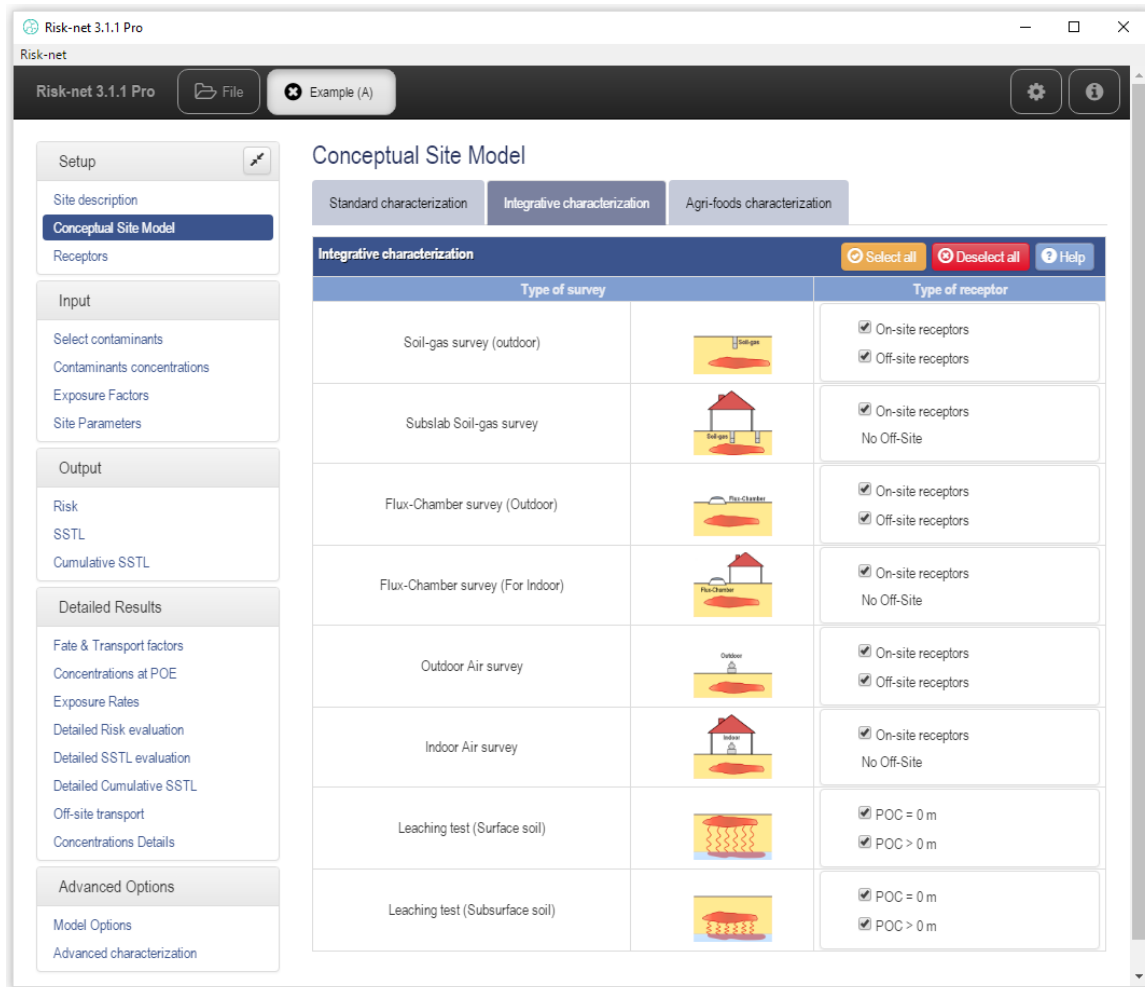 Risk-net 3.1.1 Pro
Risk-net
Risk-net 3.1.1 Pro
File
Example (A)
Setup
Site description
Conceptual Site Model
Receptors
Input
Select contaminants
Contaminants concentrations
Exposure Factors
Site Parameters
Output
Risk
SSTL
Cumulative SSTL
Detailed Results
Fate & Transport factors
Concentrations at POE
Exposure Rates
Detailed Risk evaluation
Detailed SSTL evaluation
Detailed Cumulative SSTL
Off-site transport
Concentrations Details
Advanced Options
Model Options
Advanced characterization
Conceptual Site Model
Standard characterization
Integrative characterization
Agri-foods characterization
Integrative characterization
Select all
Deselect all
Help
Type of survey
Type of receptor
Soil-gas survey (outdoor)
Soil-gas
On-site receptors
Off-site receptors
Subslab Soil-gas survey
Soil-gas
On-site receptors
No Off-Site
Flux-Chamber survey (Outdoor)
Flux-Chamber
On-site receptors
Off-site receptors
Flux-Chamber survey (For Indoor)
Flux-Chamber
On-site receptors
No Off-Site
Outdoor Air survey
Outdoor
On-site receptors
Off-site receptors
Indoor Air survey
Indoor
On-site receptors
No Off-Site
Leaching test (Surface soil)
POC = 0 m
POC > 0 m
Leaching test (Subsurface soil)
POC = 0 m
POC > 0 m